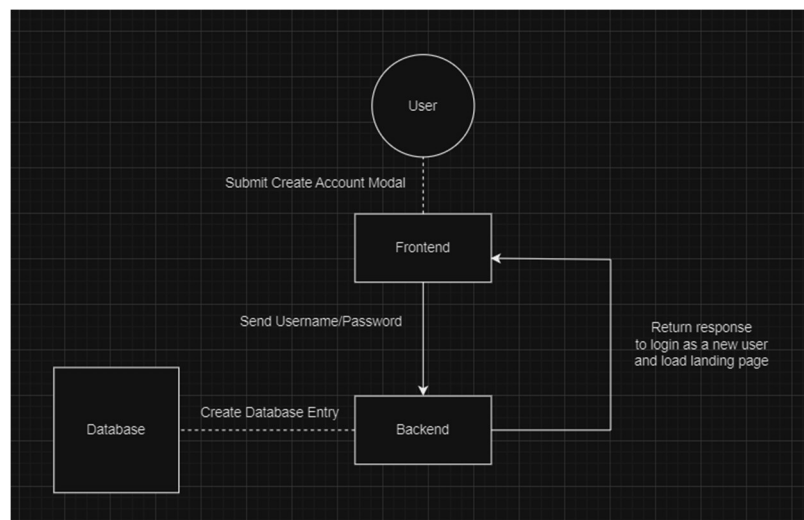 User
Submit Create Account Modal
Frontend
Send Username/Password
Return response
to login as a new user
and load landing page
Create Database Entry
Database
Backend